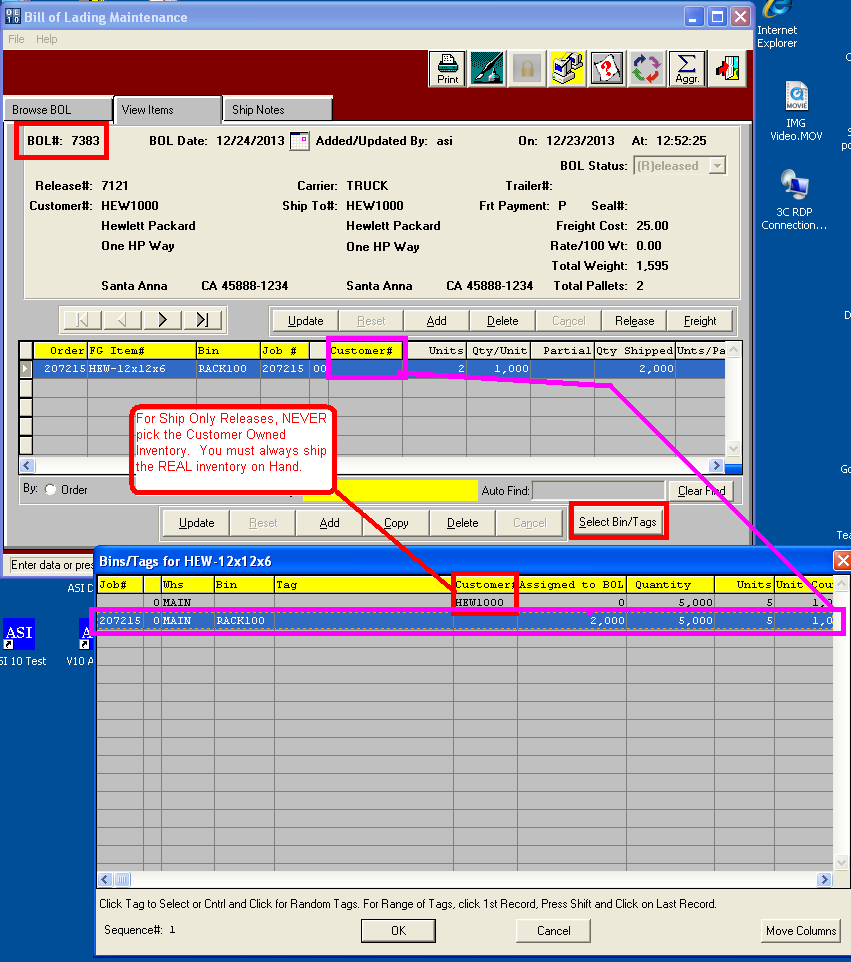 Bill of Lading Maintenance
File Help
Internet
Explorer
Print
Aggr.
IMG
Video.MOV
3C RDP
Connection...
Browse BOL View Items Ship Notes
BOL#: 7383 BOL Date: 12/24/2013 Added/Updated By: asi On: 12/23/2013 At: 12:52:25
BOL Status: (R)eleased
Release#: 7121 Carrier: TRUCK Trailer#:
Customer#: HEW1000 Ship To#: HEW1000 Frt Payment: P Seal#:
Hewlett Packard Hewlett Packard Freight Cost: 25.00
One HP Way One HP Way Rate/100 Wt: 0.00
Total Weight: 1,595
Santa Anna CA 45888-1234 Santa Anna CA 45888-1234 Total Pallets: 2
Update Reset Add Delete Cancel Release Freight
Order FG Item# Bin Job # Customer# Units Qty/Unit Partial Qty Shipped Unts/Pa
207215 HEW-12x12x6 RACK100 207215 00 2 1,000 2,000
For Ship Only Releases, NEVER
pick the Customer Owned
Inventory. You must always ship
the REAL inventory on Hand.
By: Order Auto Find: Clear Find
Update Reset Add Copy Delete Cancel Select Bin/Tags
Enter data or pres
Bins/Tags for HEW-12x12x6
Job# Whs Bin Tag Customer# Assigned to BOL Quantity Units Unit Cou
0 MAIN HEW1000 0 5,000 5 1,0
207215 0 MAIN RACK100 2,000 5,000 5 1,0
ASI D
ASI
SI 10 Test
V10 A
Click Tag to Select or Cntrl and Click for Random Tags. For Range of Tags, click 1st Record, Press Shift and Click on Last Record.
Sequence#: 1 OK Cancel Move Columns